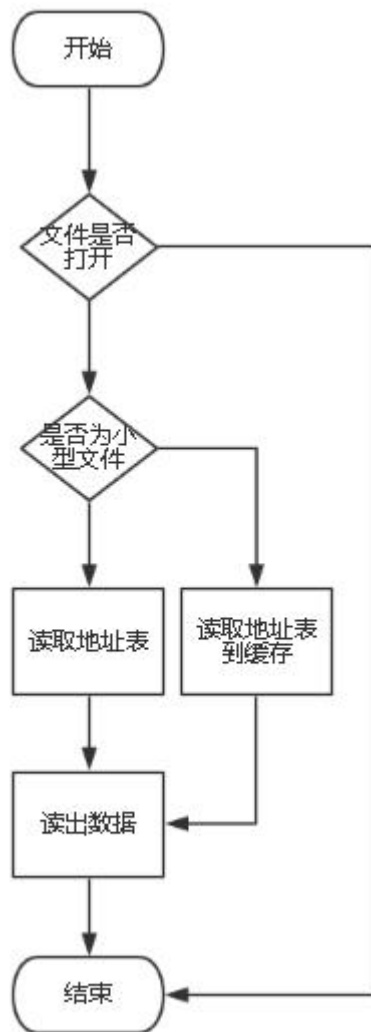 开始
文件是否
打开
是否为小
型文件
读取地址表
读取地址表
到缓存
读出数据
结束